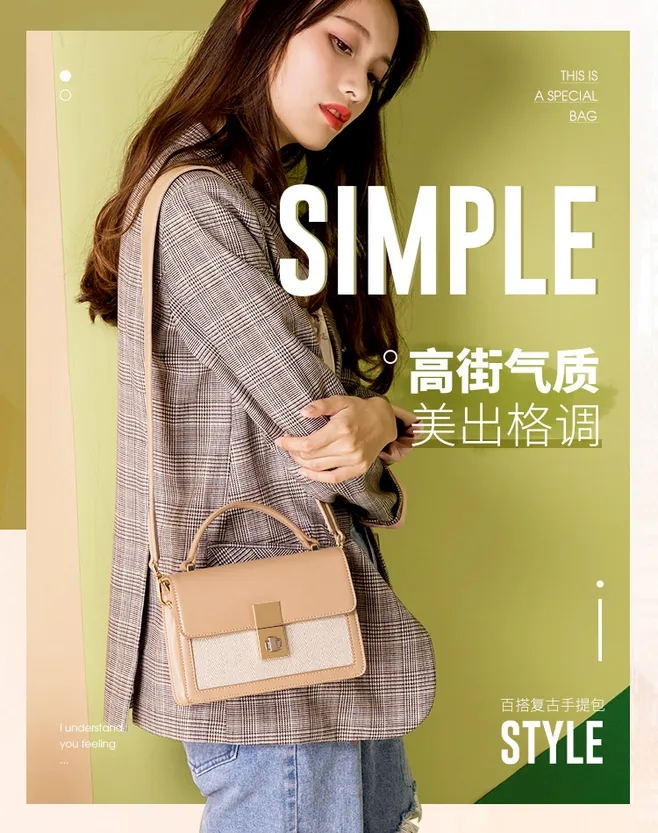 THIS IS
A SPECIAL
BAG
SIMPLE
高街气质
美出格调
百搭复古手提包
STYLE
I understand
you feeling
...